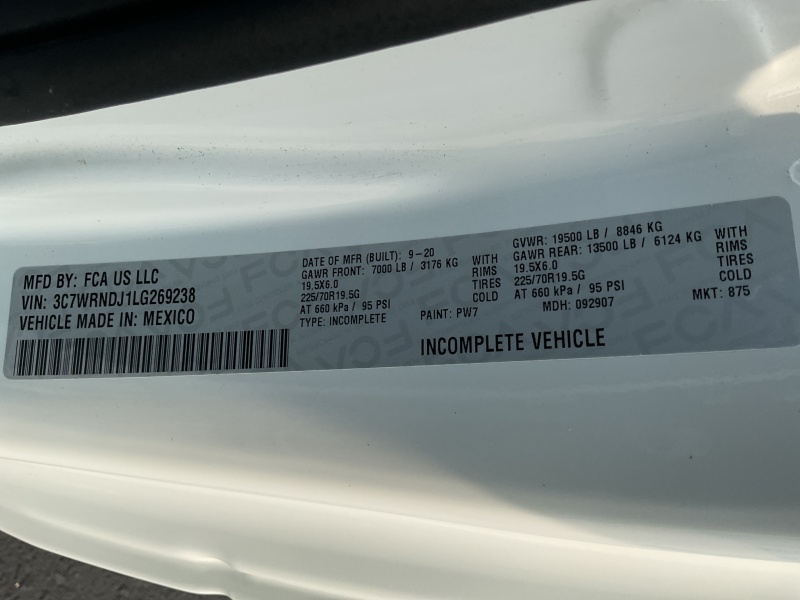 MFD BY: FCA US LLC
VIN: 3C7WRNDJ1LG269238
VEHICLE MADE IN: MEXICO
DATE OF MFR (BUILT): 9-20
GAWR FRONT: 7000 LB / 3176 KG WITH
19.5X6.0 RIMS
225/70R19.5G TIRES
AT 660 kPa / 95 PSI COLD
TYPE: INCOMPLETE PAINT: PW7
GVWR: 19500 LB / 8846 KG
GAWR REAR: 13500 LB / 6124 KG WITH
19.5X6.0 RIMS
225/70R19.5G TIRES
AT 660 kPa / 95 PSI COLD
MDH: 092907 MKT: 875
INCOMPLETE VEHICLE